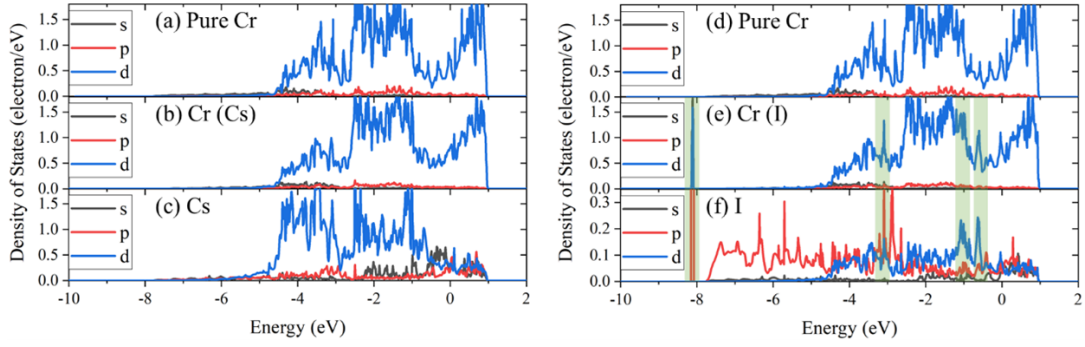 (a) Pure Cr
s
p
d
1.5
1.0
0.5
0.0
(b) Cr (Cs)
s
p
d
1.5
1.0
0.5
0.0
(c) Cs
s
p
d
1.5
1.0
0.5
0.0
-10 -8 -6 -4 -2 0 2
Energy (eV)
Density of States (electron/eV)
(d) Pure Cr
s
p
d
1.5
1.0
0.5
0.0
(e) Cr (I)
s
p
d
1.5
1.0
0.5
0.0
(f) I
s
p
d
0.3
0.2
0.1
0.0
-10 -8 -6 -4 -2 0 2
Energy (eV)
Density of States (electron/eV)